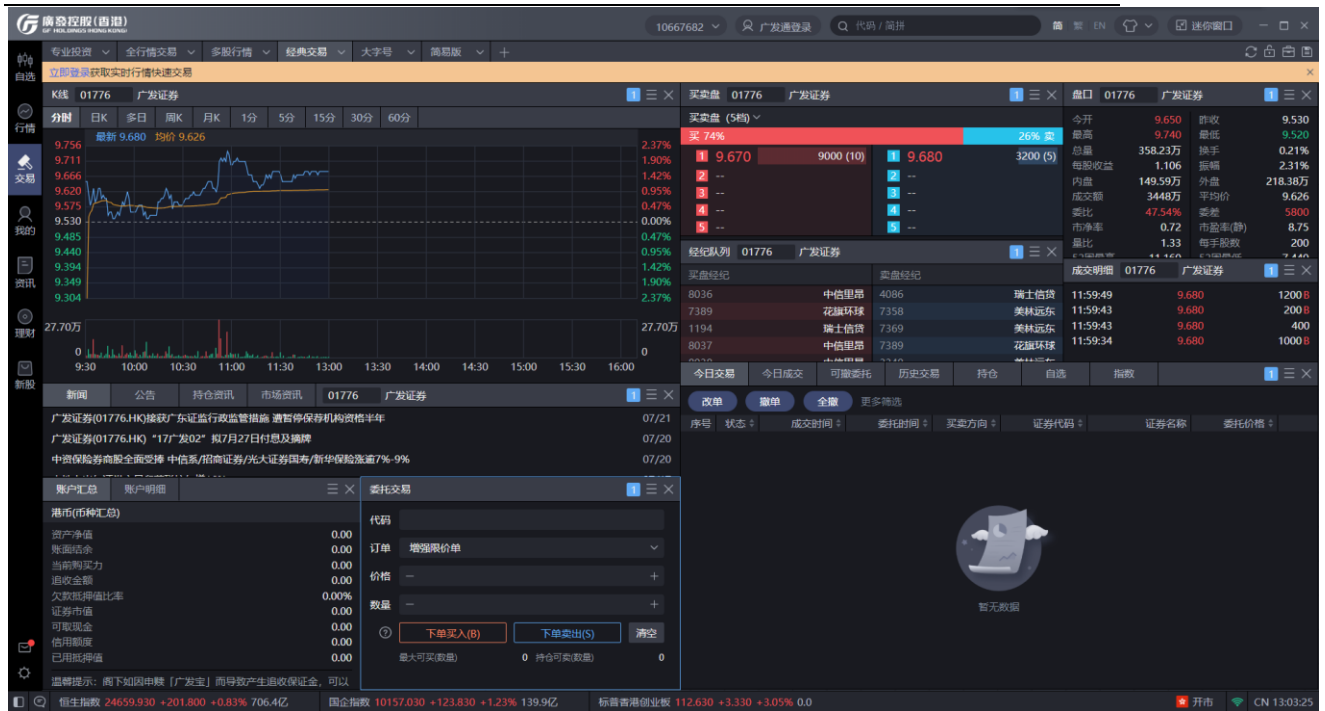 廣發控股(香港)
GF HOLDINGS (HONG KONG)
10667682 广发通登录 代码 / 简拼 简 繁 EN 迷你窗口
专业投资 全行情交易 多股行情 经典交易 大字号 简易版
立即登录获取实时行情快速交易
自选
行情
交易
我的
资讯
理财
新股
K线 01776 广发证券 1
分时 日K 多日 周K 月K 1分 5分 15分 30分 60分
最新 9.680 均价 9.626
9.756 2.37%
9.711 1.90%
9.666 1.42%
9.620 0.95%
9.575 0.47%
9.530 0.00%
9.485 0.47%
9.440 0.95%
9.394 1.42%
9.349 1.90%
9.304 2.37%
27.70万 27.70万
0 0
9:30 10:00 10:30 11:00 11:30 13:00 13:30 14:00 14:30 15:00 15:30 16:00
新闻 公告 持仓资讯 市场资讯 01776 广发证券 1
广发证券(01776.HK)接获广东证监行政监管措施 遭暂停保荐机构资格半年 07/21
广发证券(01776.HK) “17广发02” 拟7月27日付息及摘牌 07/20
中资保险券商股全面受捧 中信系/招商证券/光大证券国寿/新华保险涨逾7%-9% 07/20
账户汇总 账户明细
港币(币种汇总)
资产净值 0.00
账面结余 0.00
当前购买力 0.00
追收金额 0.00
欠款抵押值比率 0.00%
证券市值 0.00
可取现金 0.00
信用额度 0.00
已用抵押值 0.00
温馨提示：阁下如因申赎「广发宝」而导致产生追收保证金，可以
委托交易 1
代码
订单 增强限价单
价格 − +
数量 − +
下单买入(B) 下单卖出(S) 清空
最大可买(数量) 0 持仓可卖(数量) 0
买卖盘 01776 广发证券 1
买卖盘 (5档)
买 74% 26% 卖
1 9.670 9000 (10) 1 9.680 3200 (5)
2 -- 2 --
3 -- 3 --
4 -- 4 --
5 -- 5 --
经纪队列 01776 广发证券 1
买盘经纪 卖盘经纪
8036 中信里昂 4086 瑞士信贷
7389 花旗环球 7358 美林远东
1194 瑞士信贷 7369 美林远东
8037 中信里昂 7389 花旗环球
盘口 01776 广发证券 1
今开 9.650 昨收 9.530
最高 9.740 最低 9.520
总量 358.23万 换手 0.21%
每股收益 1.106 振幅 2.31%
内盘 149.59万 外盘 218.38万
成交额 3448万 平均价 9.626
委比 47.54% 委差 5800
市净率 0.72 市盈率(静) 8.75
量比 1.33 每手股数 200
成交明细 01776 广发证券 1
11:59:49 9.680 1200 B
11:59:43 9.680 200 B
11:59:43 9.680 400
11:59:34 9.680 1000 B
今日交易 今日成交 可撤委托 历史交易 持仓 自选 指数 1
改单 撤单 全撤 更多筛选
序号 状态 成交时间 委托时间 买卖方向 证券代码 证券名称 委托价格
暂无数据
恒生指数 24659.930 +201.800 +0.83% 706.4亿 国企指数 10157.030 +123.830 +1.23% 139.9亿 标普香港创业板 112.630 +3.330 +3.05% 0.0 开市 CN 13:03:25